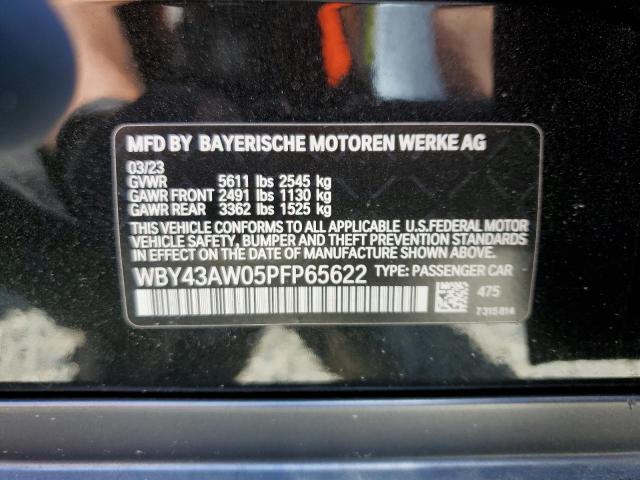 MFD BY BAYERISCHE MOTOREN WERKE AG
03/23
GVWR 5611 lbs 2545 kg
GAWR FRONT 2491 lbs 1130 kg
GAWR REAR 3362 lbs 1525 kg
THIS VEHICLE CONFORMS TO ALL APPLICABLE U.S.FEDERAL MOTOR
VEHICLE SAFETY, BUMPER AND THEFT PREVENTION STANDARDS
IN EFFECT ON THE DATE OF MANUFACTURE SHOWN ABOVE.
WBY43AW05PFP65622 TYPE: PASSENGER CAR
475
7315814